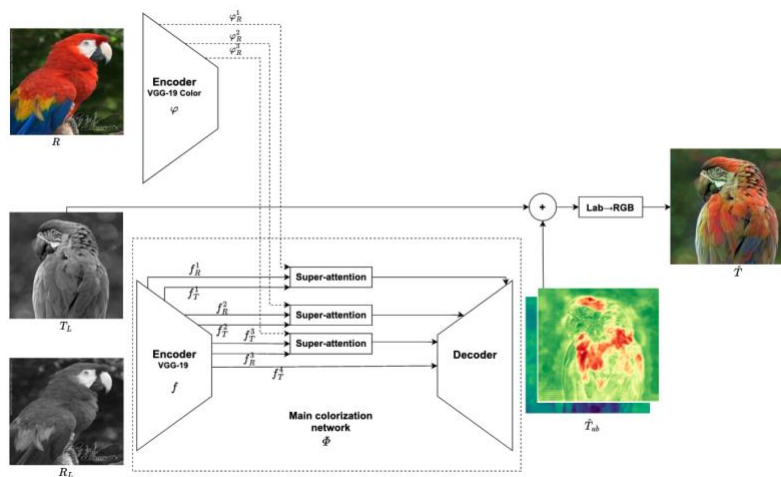 φ_R^1
φ_R^2
φ_R^3
Encoder
VGG-19 Color
φ
R
+
Lab→RGB
T̂
T_L
f_R^1
Super-attention
f_T^1
f_R^2
Super-attention
f_T^2
f_T^3
Super-attention
Encoder
VGG-19
f
f_R^3
f_T^4
Decoder
Main colorization
network
Φ
T̂_ab
R_L